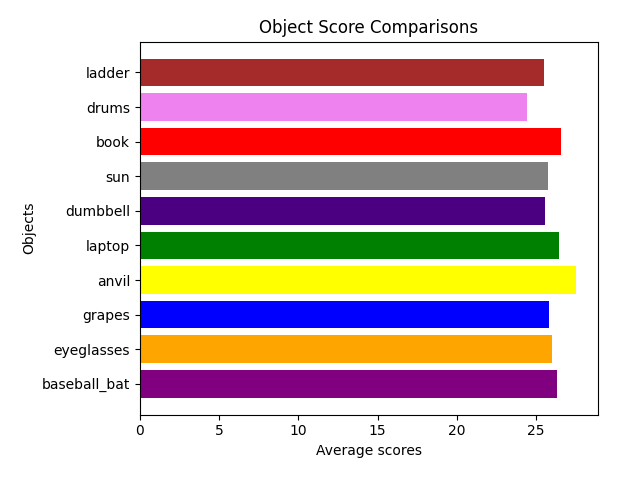 Object Score Comparisons
ladder
drums
book
sun
dumbbell
laptop
anvil
grapes
eyeglasses
baseball_bat
Objects
0 5 10 15 20 25
Average scores